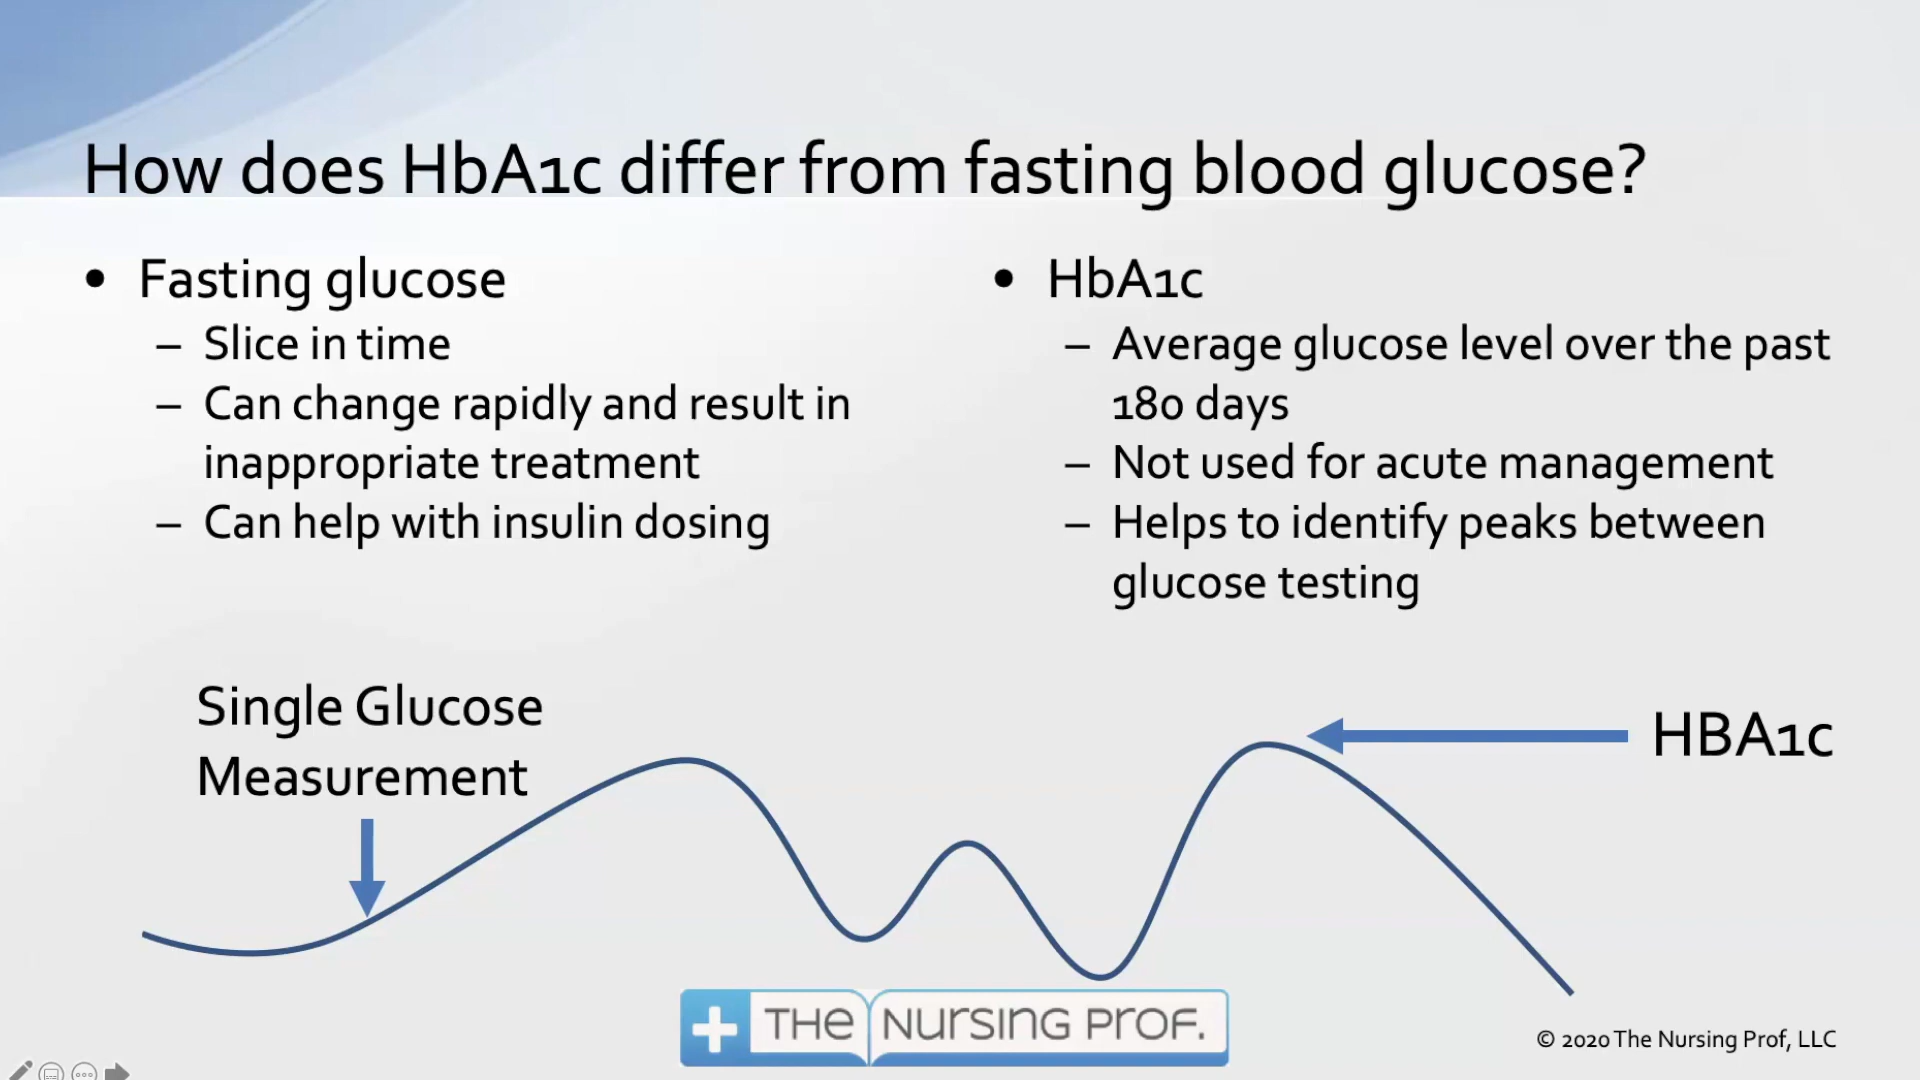 How does HbA1c differ from fasting blood glucose?
• Fasting glucose
– Slice in time
– Can change rapidly and result in
inappropriate treatment
– Can help with insulin dosing
• HbA1c
– Average glucose level over the past
180 days
– Not used for acute management
– Helps to identify peaks between
glucose testing
Single Glucose
Measurement
HBA1c
THE NURSING PROF.
© 2020 The Nursing Prof, LLC